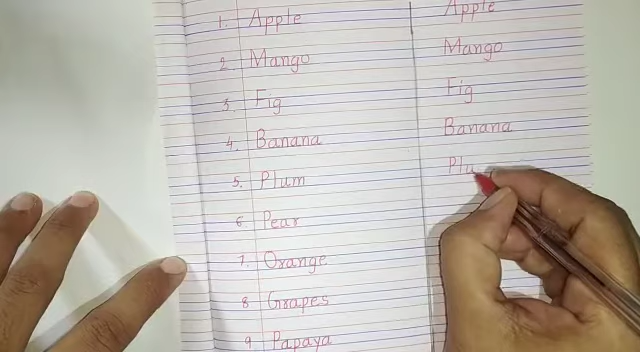 1. Apple Apple
2. Mango Mango
3. Fig Fig
4. Banana Banana
5. Plum Plu
6 Pear
7. Orange
8 Grapes
9 Papaya